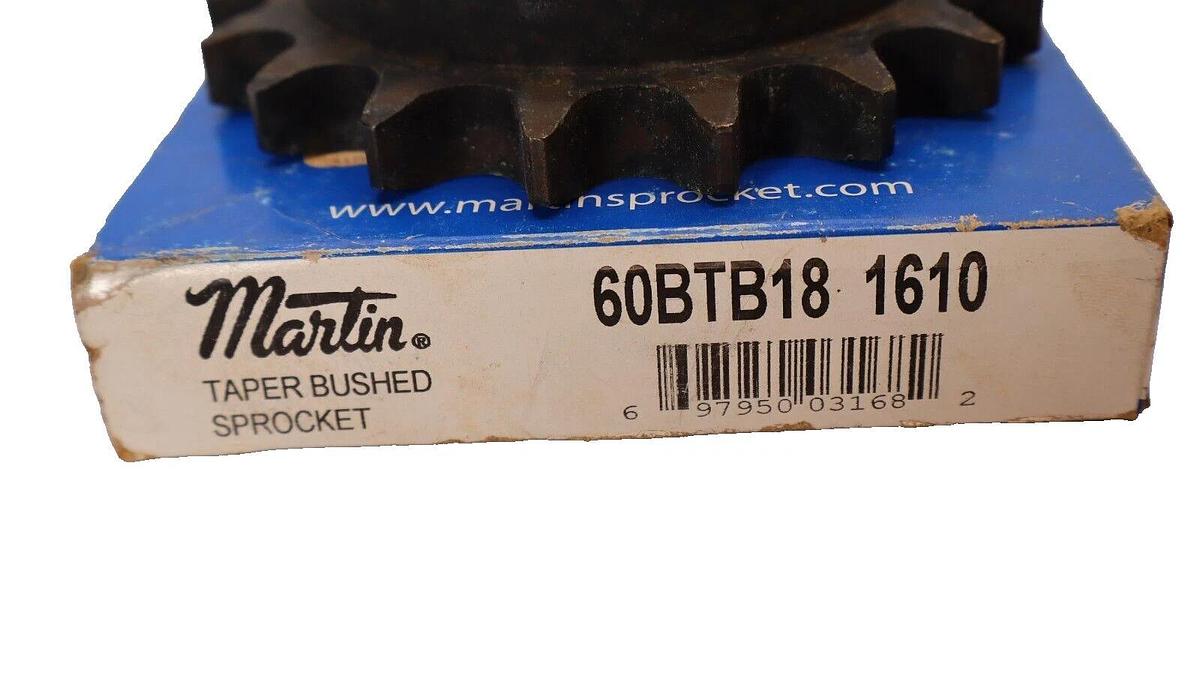 www.martinsprocket.com
Martin®
TAPER BUSHED
SPROCKET
60BTB18 1610
6 97950 03168 2